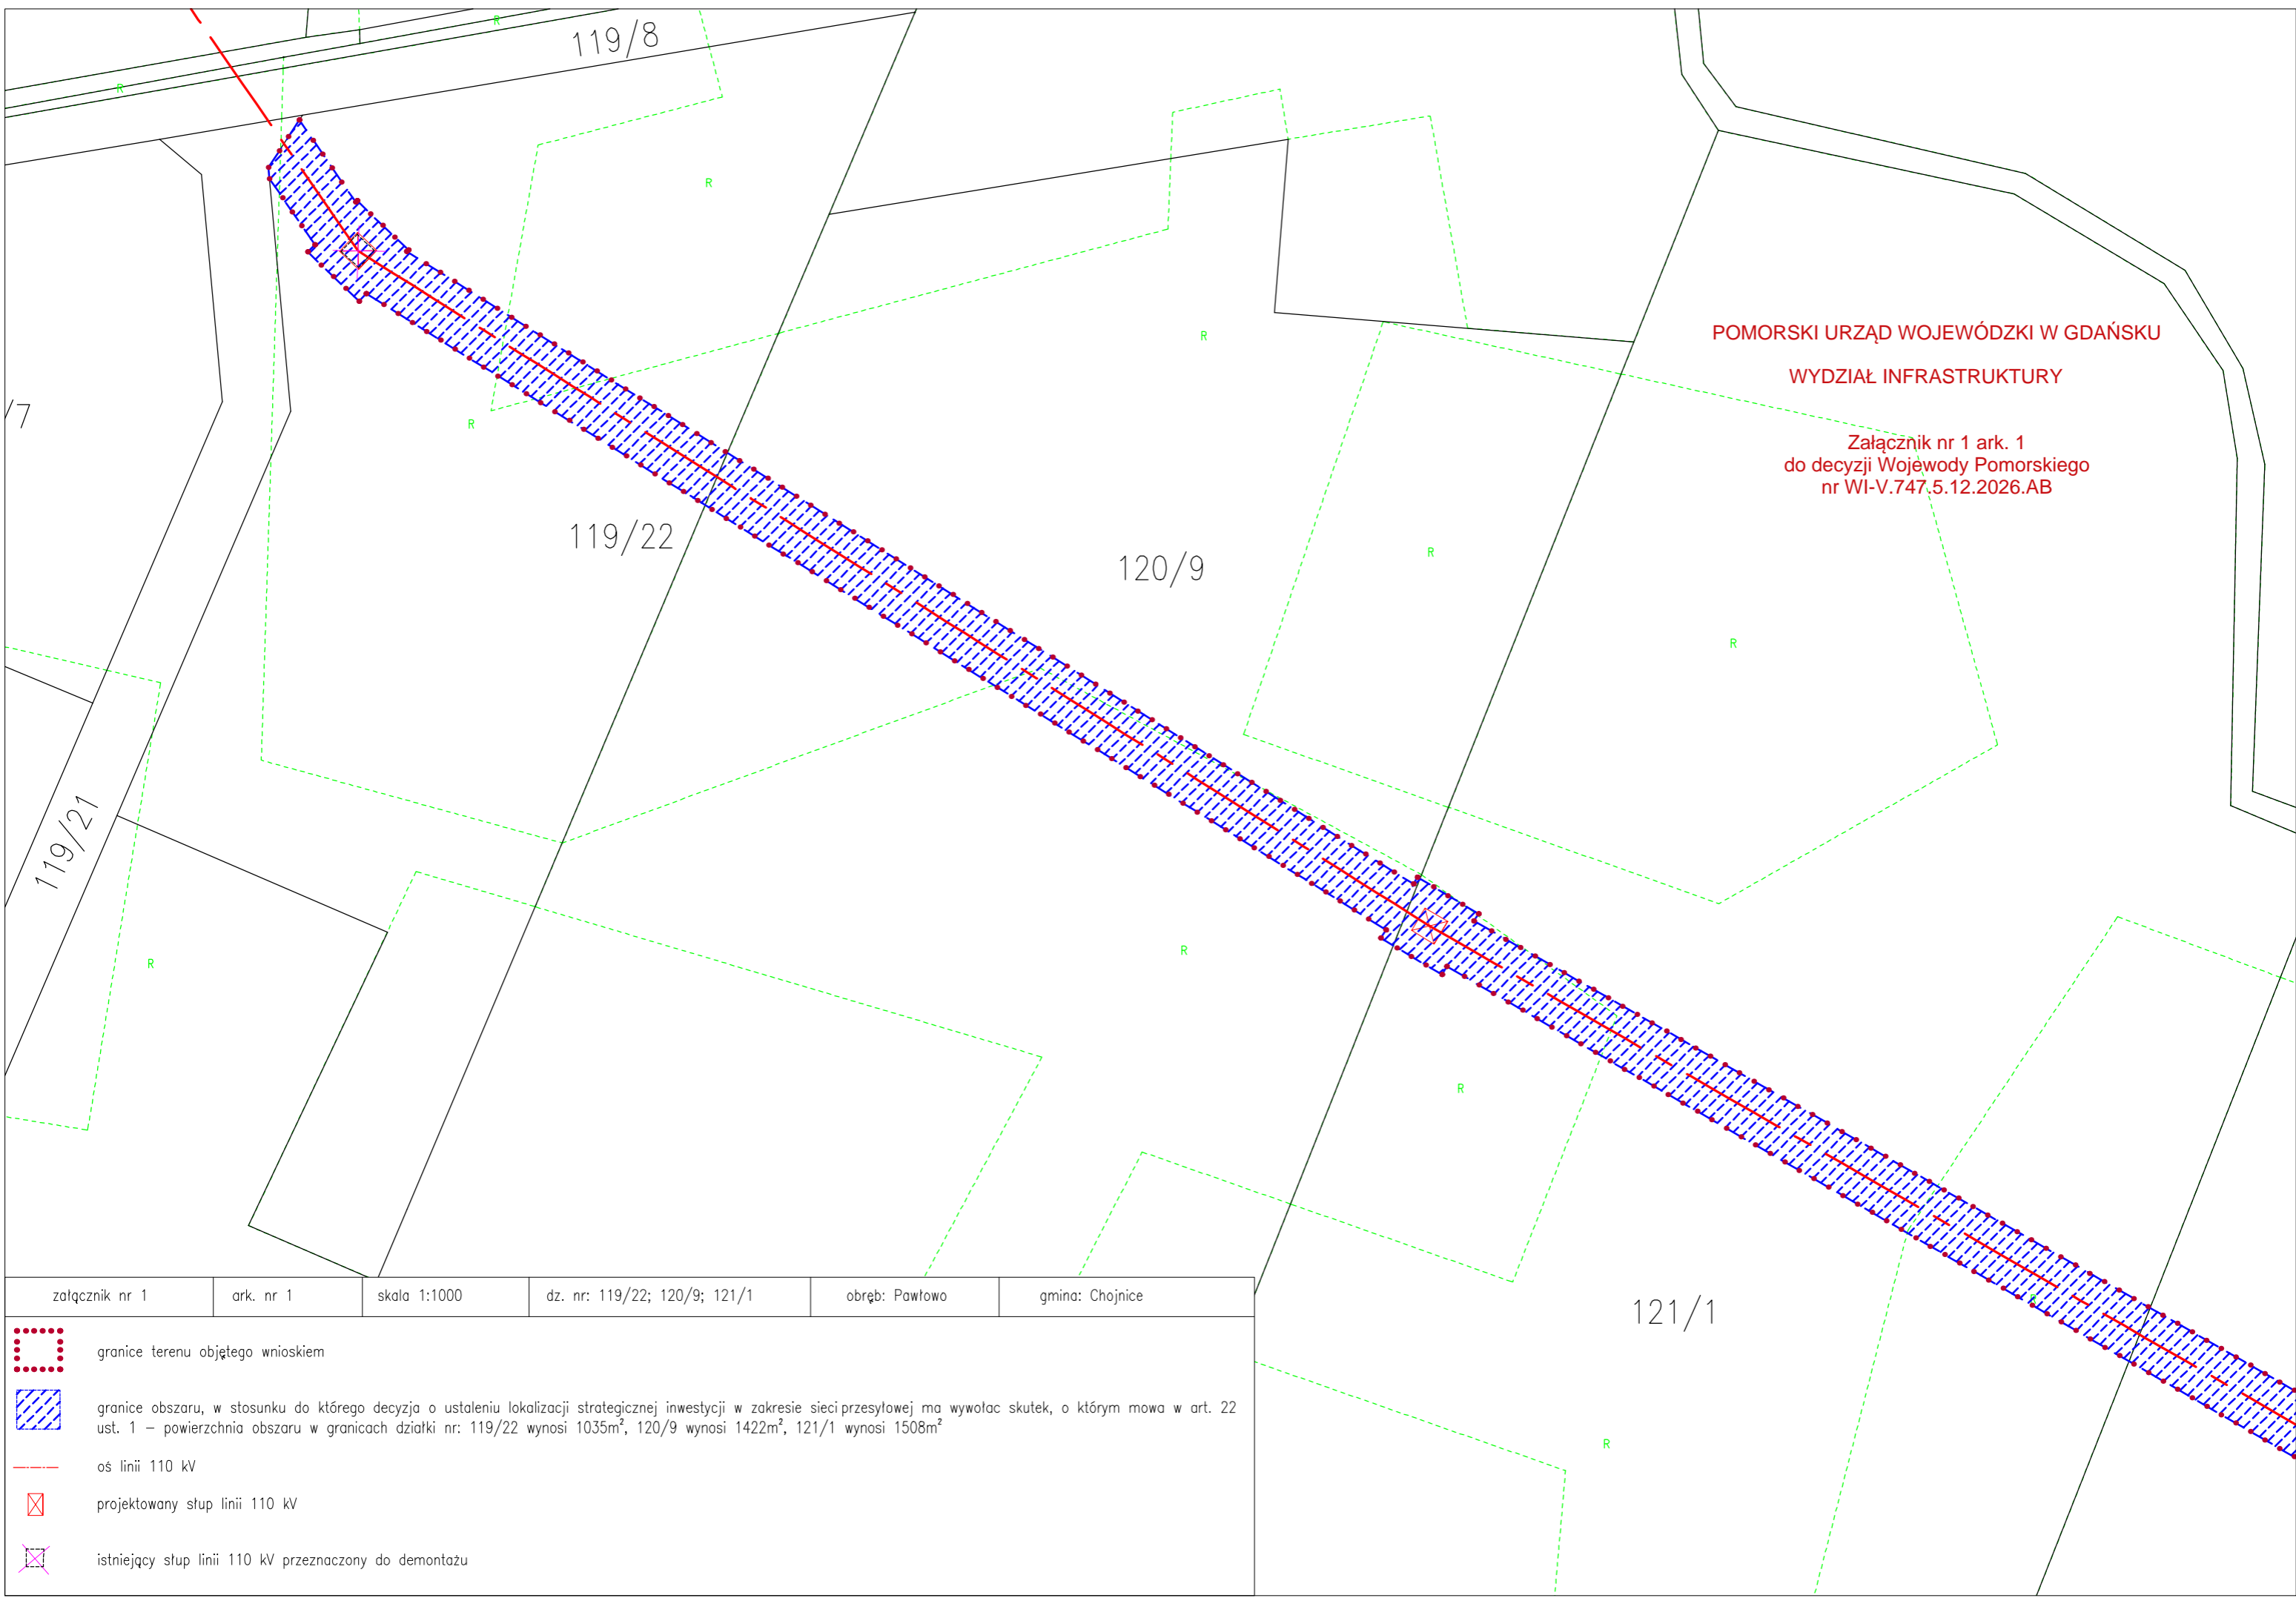 R
119/8
R
R
R
POMORSKI URZĄD WOJEWÓDZKI W GDAŃSKU
WYDZIAŁ INFRASTRUKTURY
/7
R
Załącznik nr 1 ark. 1
do decyzji Wojewody Pomorskiego
nr WI-V.747.5.12.2026.AB
119/22
120/9
R
R
119/21
R
R
R
121/1
R
R
załącznik nr 1
ark. nr 1
skala 1:1000
dz. nr: 119/22; 120/9; 121/1
obręb: Pawłowo
gmina: Chojnice
granice terenu objętego wnioskiem
granice obszaru, w stosunku do którego decyzja o ustaleniu lokalizacji strategicznej inwestycji w zakresie sieci przesyłowej ma wywołac skutek, o którym mowa w art. 22
ust. 1 – powierzchnia obszaru w granicach działki nr: 119/22 wynosi 1035m², 120/9 wynosi 1422m², 121/1 wynosi 1508m²
oś linii 110 kV
projektowany słup linii 110 kV
istniejący słup linii 110 kV przeznaczony do demontażu